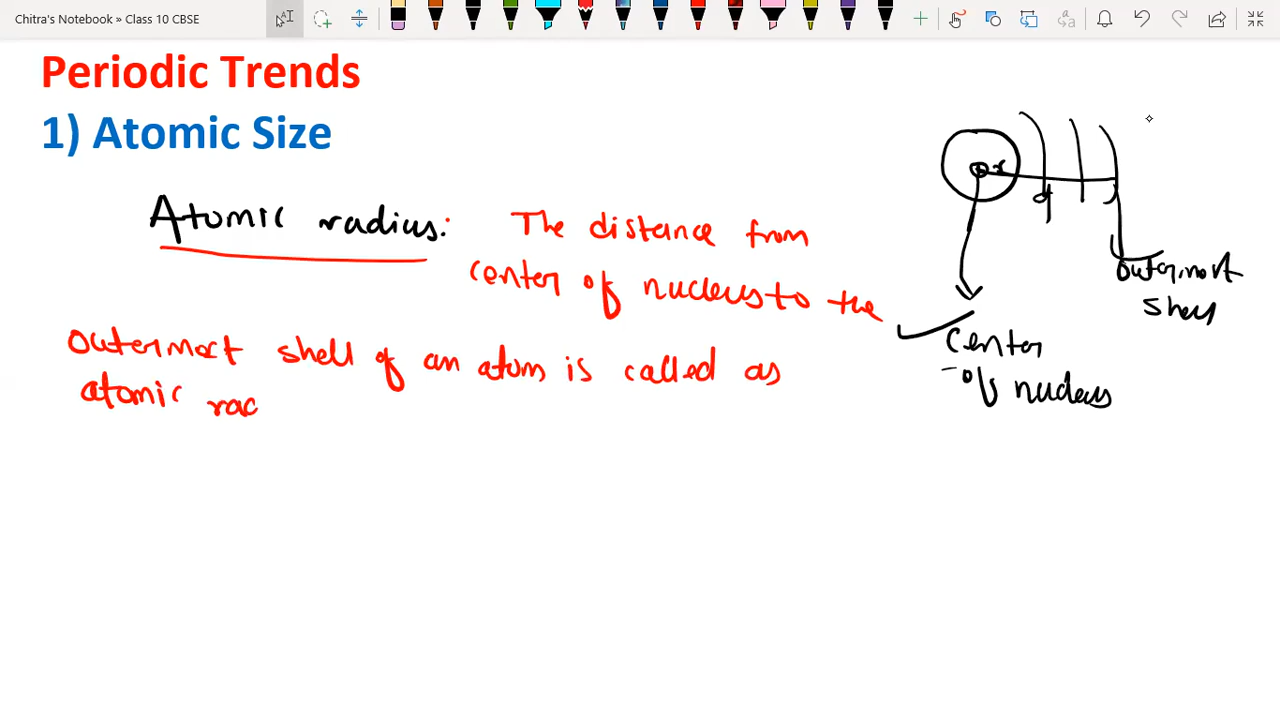 Chitra's Notebook » Class 10 CBSE
Periodic Trends
1) Atomic Size
Atomic radius: The distance from
center of nucleus to the
outermost shell of an atom is called as
atomic rad
outermost
shell
center
of nucleus